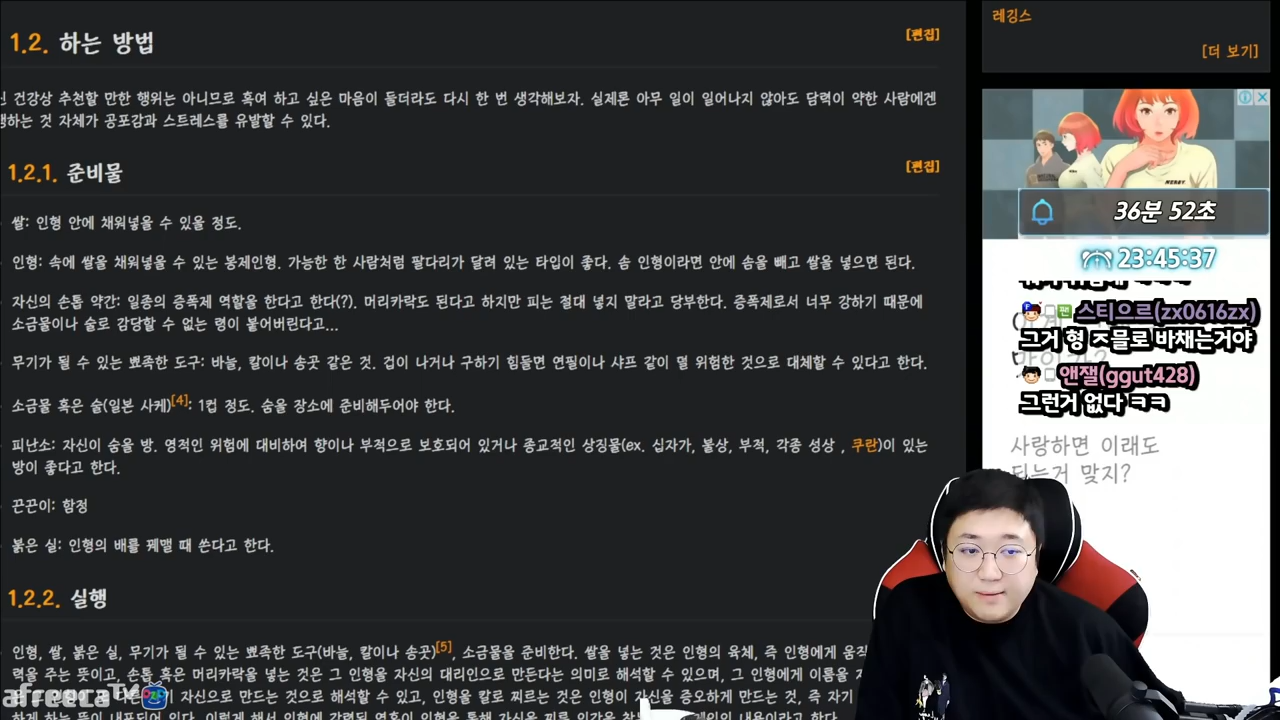 1.2. 하는 방법
[편집]
신 건강상 추천할 만한 행위는 아니므로 혹여 하고 싶은 마음이 들더라도 다시 한 번 생각해보자. 실제론 아무 일이 일어나지 않아도 담력이 약한 사람에겐
행하는 것 자체가 공포감과 스트레스를 유발할 수 있다.
1.2.1. 준비물
[편집]
쌀: 인형 안에 채워넣을 수 있을 정도.
인형: 속에 쌀을 채워넣을 수 있는 봉제인형. 가능한 한 사람처럼 팔다리가 달려 있는 타입이 좋다. 솜 인형이라면 안에 솜을 빼고 쌀을 넣으면 된다.
자신의 손톱 약간: 일종의 증폭제 역할을 한다고 한다(?). 머리카락도 된다고 하지만 피는 절대 넣지 말라고 당부한다. 증폭제로서 너무 강하기 때문에
소금물이나 술로 감당할 수 없는 령이 붙어버린다고...
무기가 될 수 있는 뾰족한 도구: 바늘, 칼이나 송곳 같은 것. 겁이 나거나 구하기 힘들면 연필이나 샤프 같이 덜 위험한 것으로 대체할 수 있다고 한다.
소금물 혹은 술(일본 사케)[4]: 1컵 정도. 숨을 장소에 준비해두어야 한다.
피난소: 자신이 숨을 방. 영적인 위험에 대비하여 향이나 부적으로 보호되어 있거나 종교적인 상징물(ex. 십자가, 불상, 부적, 각종 성상 , 쿠란)이 있는
방이 좋다고 한다.
끈끈이: 함정
붉은 실: 인형의 배를 꿰맬 때 쓴다고 한다.
1.2.2. 실행
인형, 쌀, 붉은 실, 무기가 될 수 있는 뾰족한 도구(바늘, 칼이나 송곳)[5], 소금물을 준비한다. 쌀을 넣는 것은 인형의 육체, 즉 인형에게 움직
력을 주는 뜻이고, 손톱 혹은 머리카락을 넣는 것은 그 인형을 자신의 대리인으로 만든다는 의미로 해석할 수 있으며, 그 인형에게 이름을
자신으로 만드는 것으로 해석할 수 있고, 인형을 칼로 찌르는 것은 인형이 자신을 증오하게 만드는 것, 즉 자기
afreecaTV
레깅스
[더 보기]
MERRY
36분 52초
23:45:37
스티으르(zx0616zx)
그거 형 ㅈ믈로 바채는거야
앤잴(ggut428)
그런거 없다 ㅋㅋ
사랑하면 이래도
되는거 맞지?